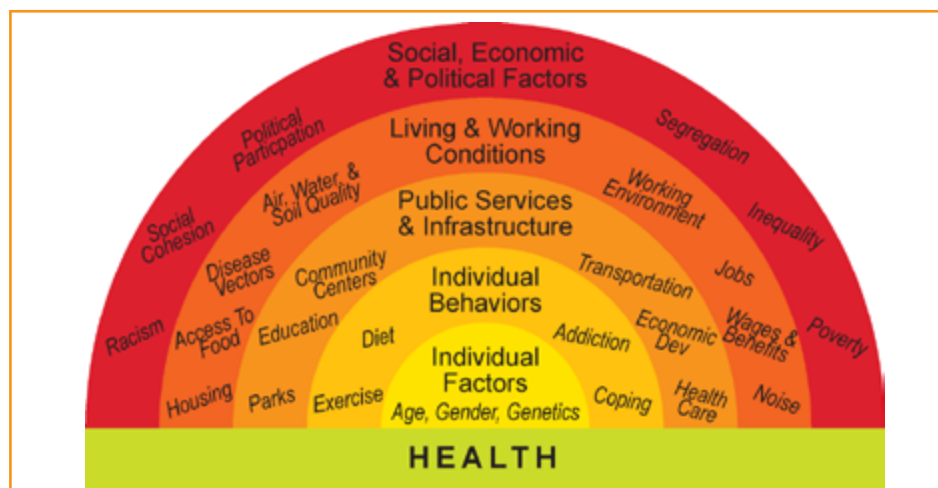 Social, Economic
& Political Factors
Political
Particpation
Social
Cohesion
Racism
Segregation
Inequality
Poverty
Living & Working
Conditions
Air, Water, &
Soil Quality
Disease
Vectors
Access To
Food
Housing
Working
Environment
Jobs
Wages &
Benefits
Noise
Public Services
& Infrastructure
Community
Centers
Education
Parks
Transportation
Economic
Dev
Health
Care
Individual
Behaviors
Diet
Exercise
Addiction
Coping
Individual
Factors
Age, Gender, Genetics
HEALTH